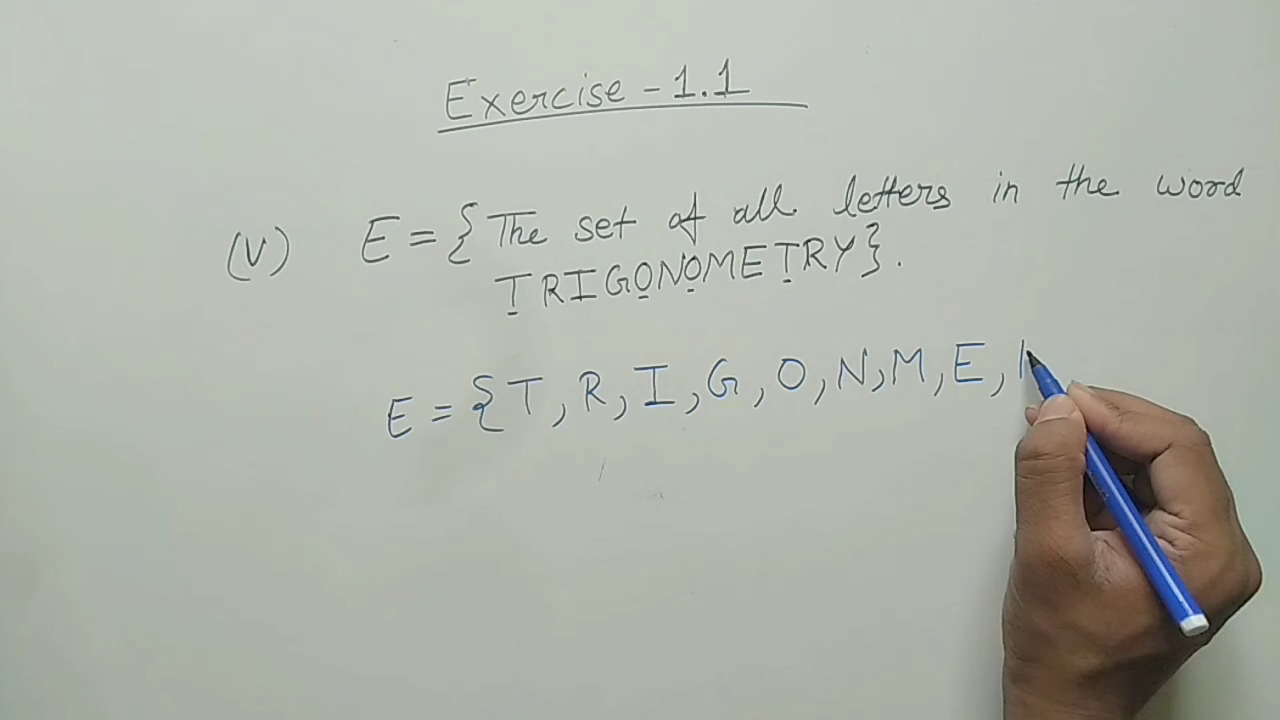 Exercise - 1.1
(V) E = {The set of all letters in the word
TRIGONOMETRY}.
E = {T, R, I, G, O, N, M, E,